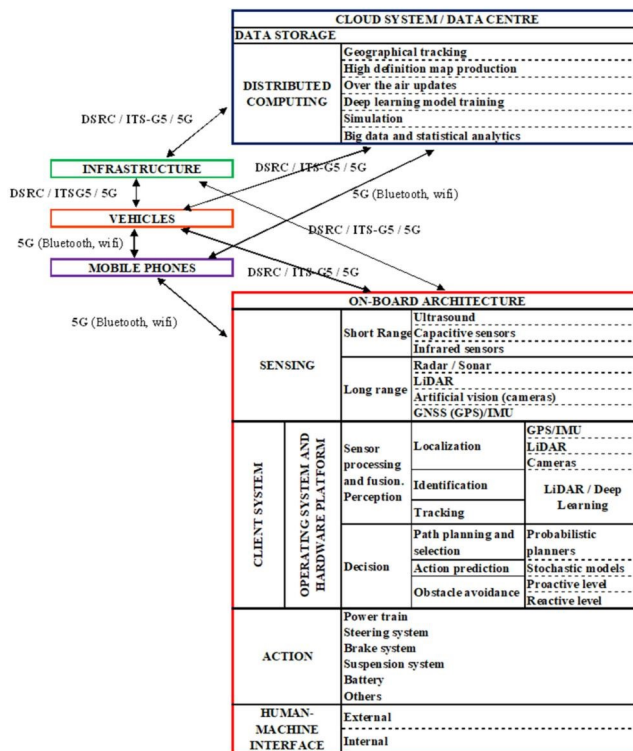 CLOUD SYSTEM / DATA CENTRE
DATA STORAGE
DISTRIBUTED
COMPUTING
Geographical tracking
High definition map production
Over the air updates
Deep learning model training
Simulation
Big data and statistical analytics
DSRC / ITS-G5 / 5G
INFRASTRUCTURE
DSRC / ITS-G5 / 5G
DSRC / ITSG5 / 5G
5G (Bluetooth, wifi)
VEHICLES
DSRC / ITS-G5 / 5G
5G (Bluetooth, wifi)
MOBILE PHONES
DSRC / ITS-G5 / 5G
5G (Bluetooth, wifi)
ON-BOARD ARCHITECTURE
SENSING
Short Range
Ultrasound
Capacitive sensors
Infrared sensors
Long range
Radar / Sonar
LiDAR
Artificial vision (cameras)
GNSS (GPS)/IMU
CLIENT SYSTEM
OPERATING SYSTEM AND
HARDWARE PLATFORM
Sensor
processing
and fusion.
Perception
Localization
GPS/IMU
LiDAR
Cameras
Identification
Tracking
LiDAR / Deep
Learning
Decision
Path planning and
selection
Probabilistic
planners
Action prediction
Stochastic models
Obstacle avoidance
Proactive level
Reactive level
ACTION
Power train
Steering system
Brake system
Suspension system
Battery
Others
HUMAN-
MACHINE
INTERFACE
External
Internal